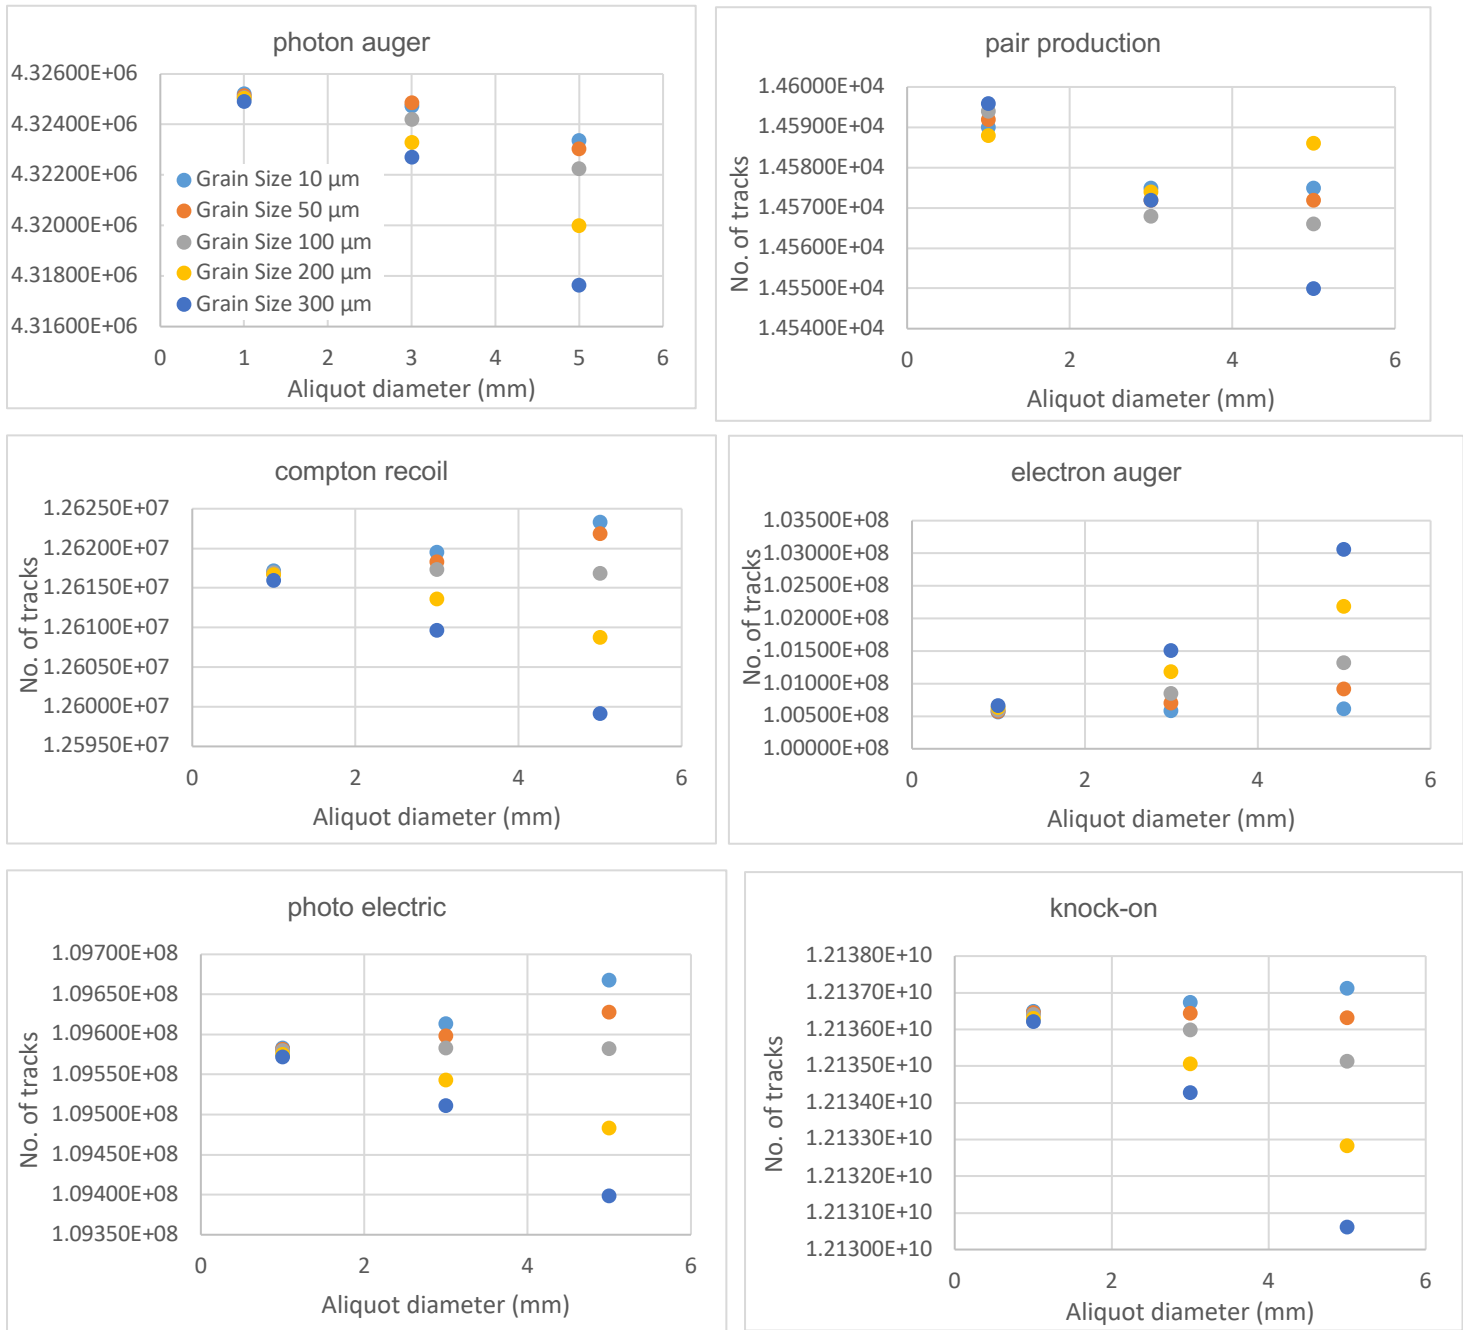 photon auger
4.32600E+06
4.32400E+06
4.32200E+06
4.32000E+06
4.31800E+06
4.31600E+06
Grain Size 10 µm
Grain Size 50 µm
Grain Size 100 µm
Grain Size 200 µm
Grain Size 300 µm
0 1 2 3 4 5 6
Aliquot diameter (mm)
pair production
No. of tracks
1.46000E+04
1.45900E+04
1.45800E+04
1.45700E+04
1.45600E+04
1.45500E+04
1.45400E+04
0 2 4 6
Aliquot diameter (mm)
compton recoil
No. of tracks
1.26250E+07
1.26200E+07
1.26150E+07
1.26100E+07
1.26050E+07
1.26000E+07
1.25950E+07
0 2 4 6
Aliquot diameter (mm)
electron auger
No. of tracks
1.03500E+08
1.03000E+08
1.02500E+08
1.02000E+08
1.01500E+08
1.01000E+08
1.00500E+08
1.00000E+08
0 2 4 6
Aliquot diameter (mm)
photo electric
No. of tracks
1.09700E+08
1.09650E+08
1.09600E+08
1.09550E+08
1.09500E+08
1.09450E+08
1.09400E+08
1.09350E+08
0 2 4 6
Aliquot diameter (mm)
knock-on
No. of tracks
1.21380E+10
1.21370E+10
1.21360E+10
1.21350E+10
1.21340E+10
1.21330E+10
1.21320E+10
1.21310E+10
1.21300E+10
0 2 4 6
Aliquot diameter (mm)